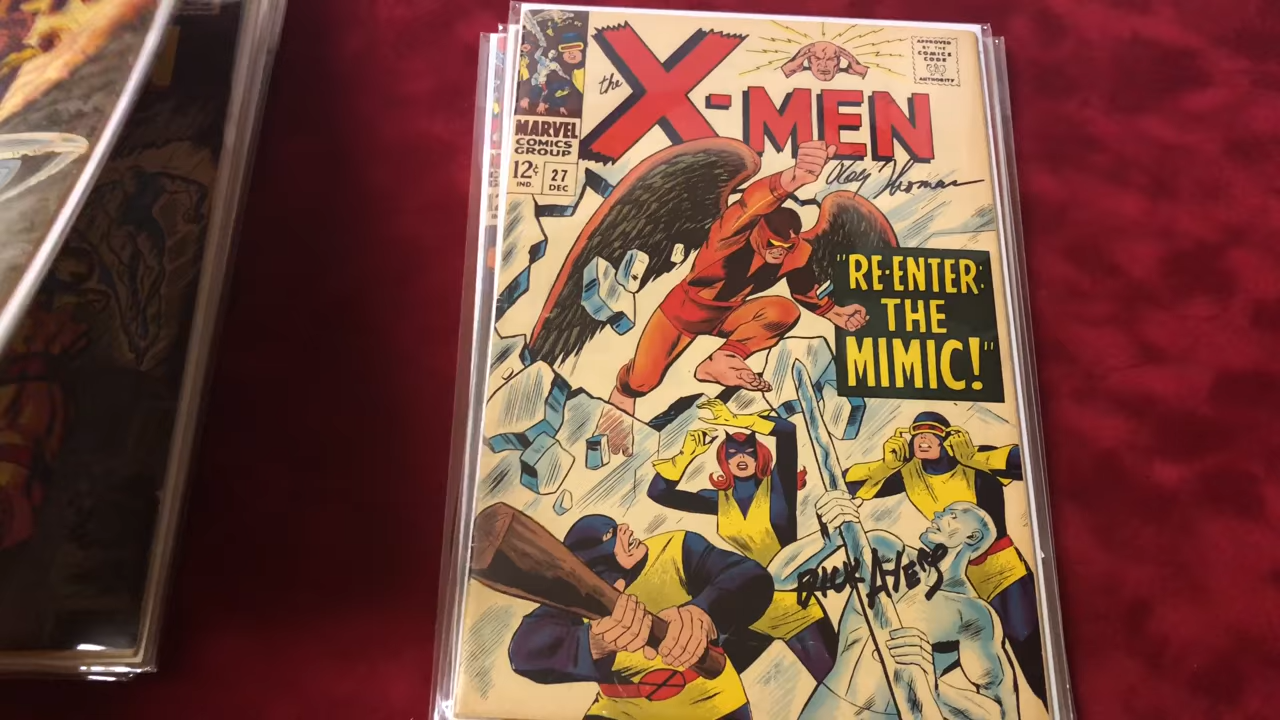 the X-MEN
APPROVED
BY THE
COMICS
CODE
AUTHORITY
MARVEL
COMICS
GROUP
12¢
IND.
27
DEC
Roy Thomas
"RE-ENTER:
THE
MIMIC!"
DICK AYERS
X